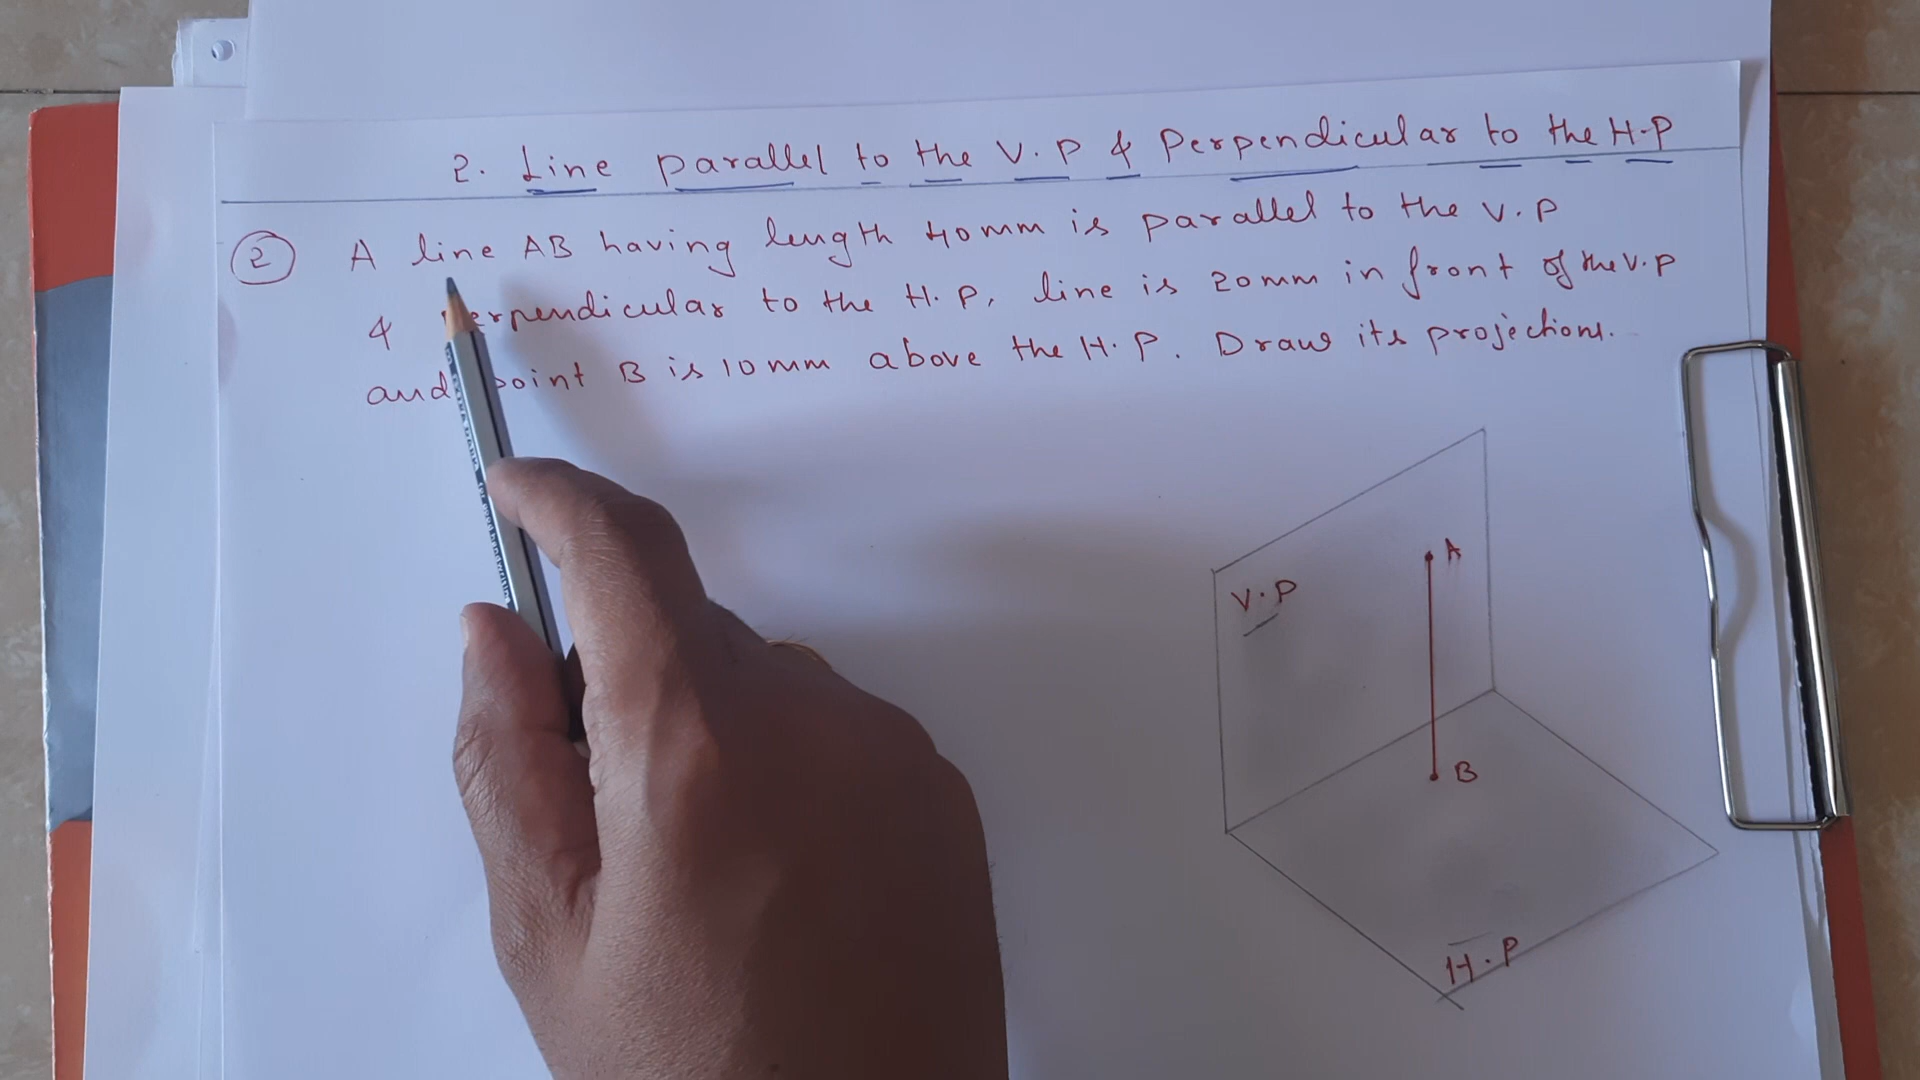 2. Line parallel to the V.P & Perpendicular to the H.P
2 A line AB having length 40mm is parallel to the V.P
& perpendicular to the H.P, line is 20mm in front of the V.P
and point B is 10mm above the H.P. Draw its projections.
A
V.P
B
H.P